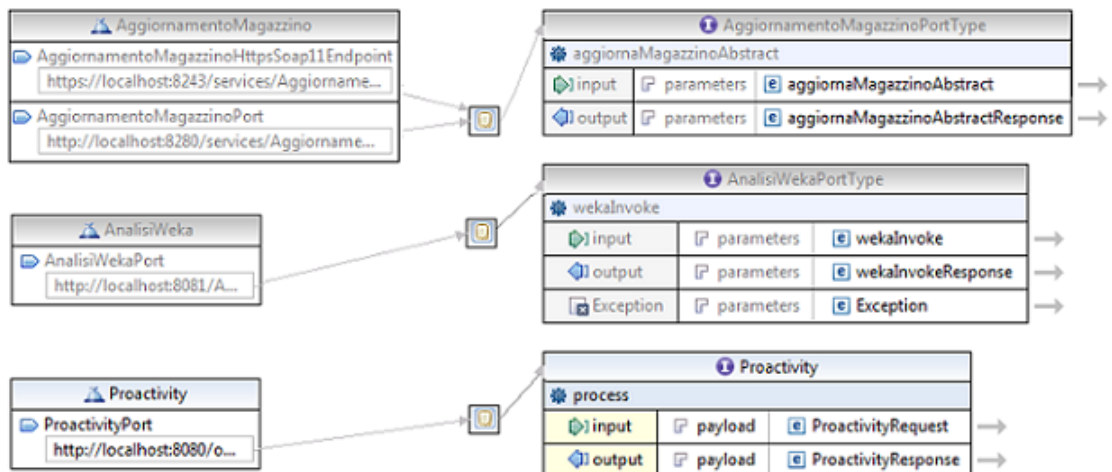 AggiornamentoMagazzino
AggiornamentoMagazzinoHttpsSoap11Endpoint
https://localhost:8243/services/Aggiorname...
AggiornamentoMagazzinoPort
http://localhost:8280/services/Aggiorname...
AggiornamentoMagazzinoPortType
aggiornaMagazzinoAbstract
input parameters e aggiornaMagazzinoAbstract
output parameters e aggiornaMagazzinoAbstractResponse
AnalisiWeka
AnalisiWekaPort
http://localhost:8081/A...
AnalisiWekaPortType
wekaInvoke
input parameters e wekaInvoke
output parameters e wekaInvokeResponse
Exception parameters e Exception
Proactivity
ProactivityPort
http://localhost:8080/o...
Proactivity
process
input payload e ProactivityRequest
output payload e ProactivityResponse